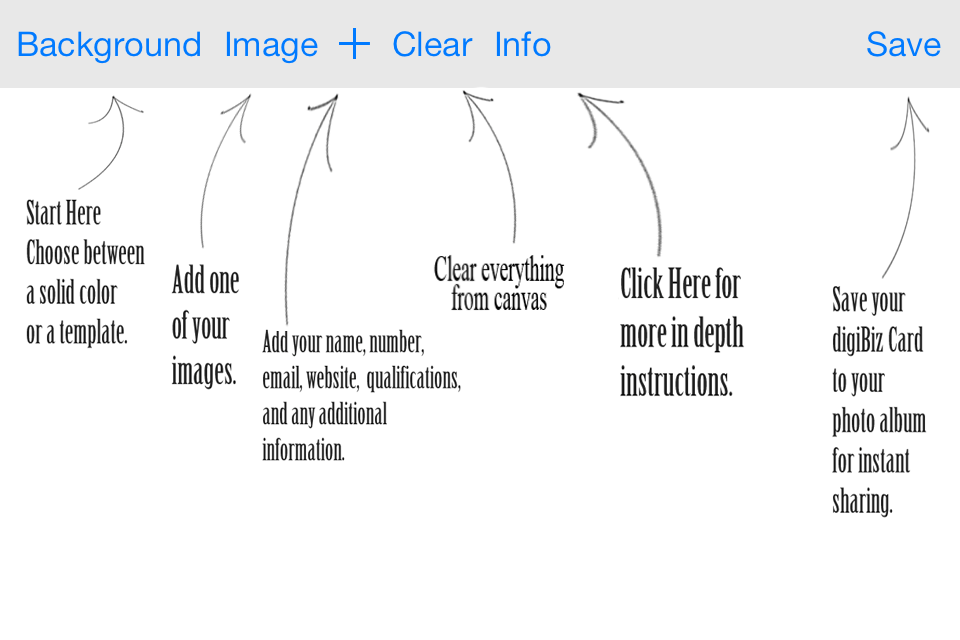 Background Image + Clear Info Save
Start Here
Choose between
a solid color
or a template.
Add one
of your
images.
Add your name, number,
email, website, qualifications,
and any additional
information.
Clear everything
from canvas
Click Here for
more in depth
instructions.
Save your
digiBiz Card
to your
photo album
for instant
sharing.